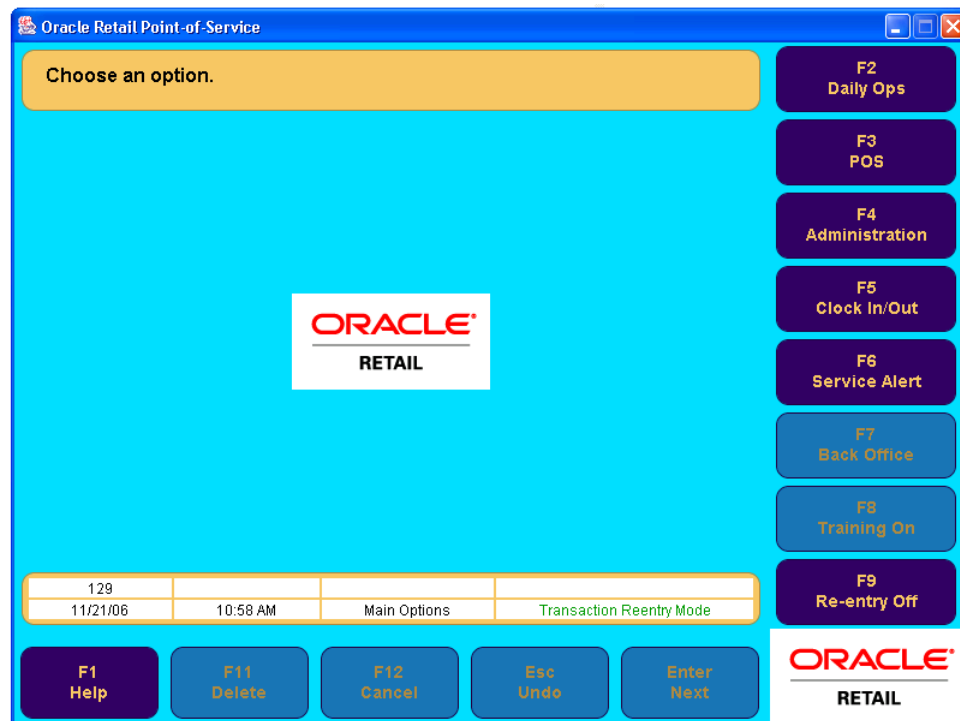 Oracle Retail Point-of-Service
Choose an option.
F2
Daily Ops
F3
POS
F4
Administration
F5
Clock In/Out
F6
Service Alert
F7
Back Office
F8
Training On
F9
Re-entry Off
ORACLE
RETAIL
129
11/21/06 10:58 AM Main Options Transaction Reentry Mode
F1
Help
F11
Delete
F12
Cancel
Esc
Undo
Enter
Next
ORACLE
RETAIL